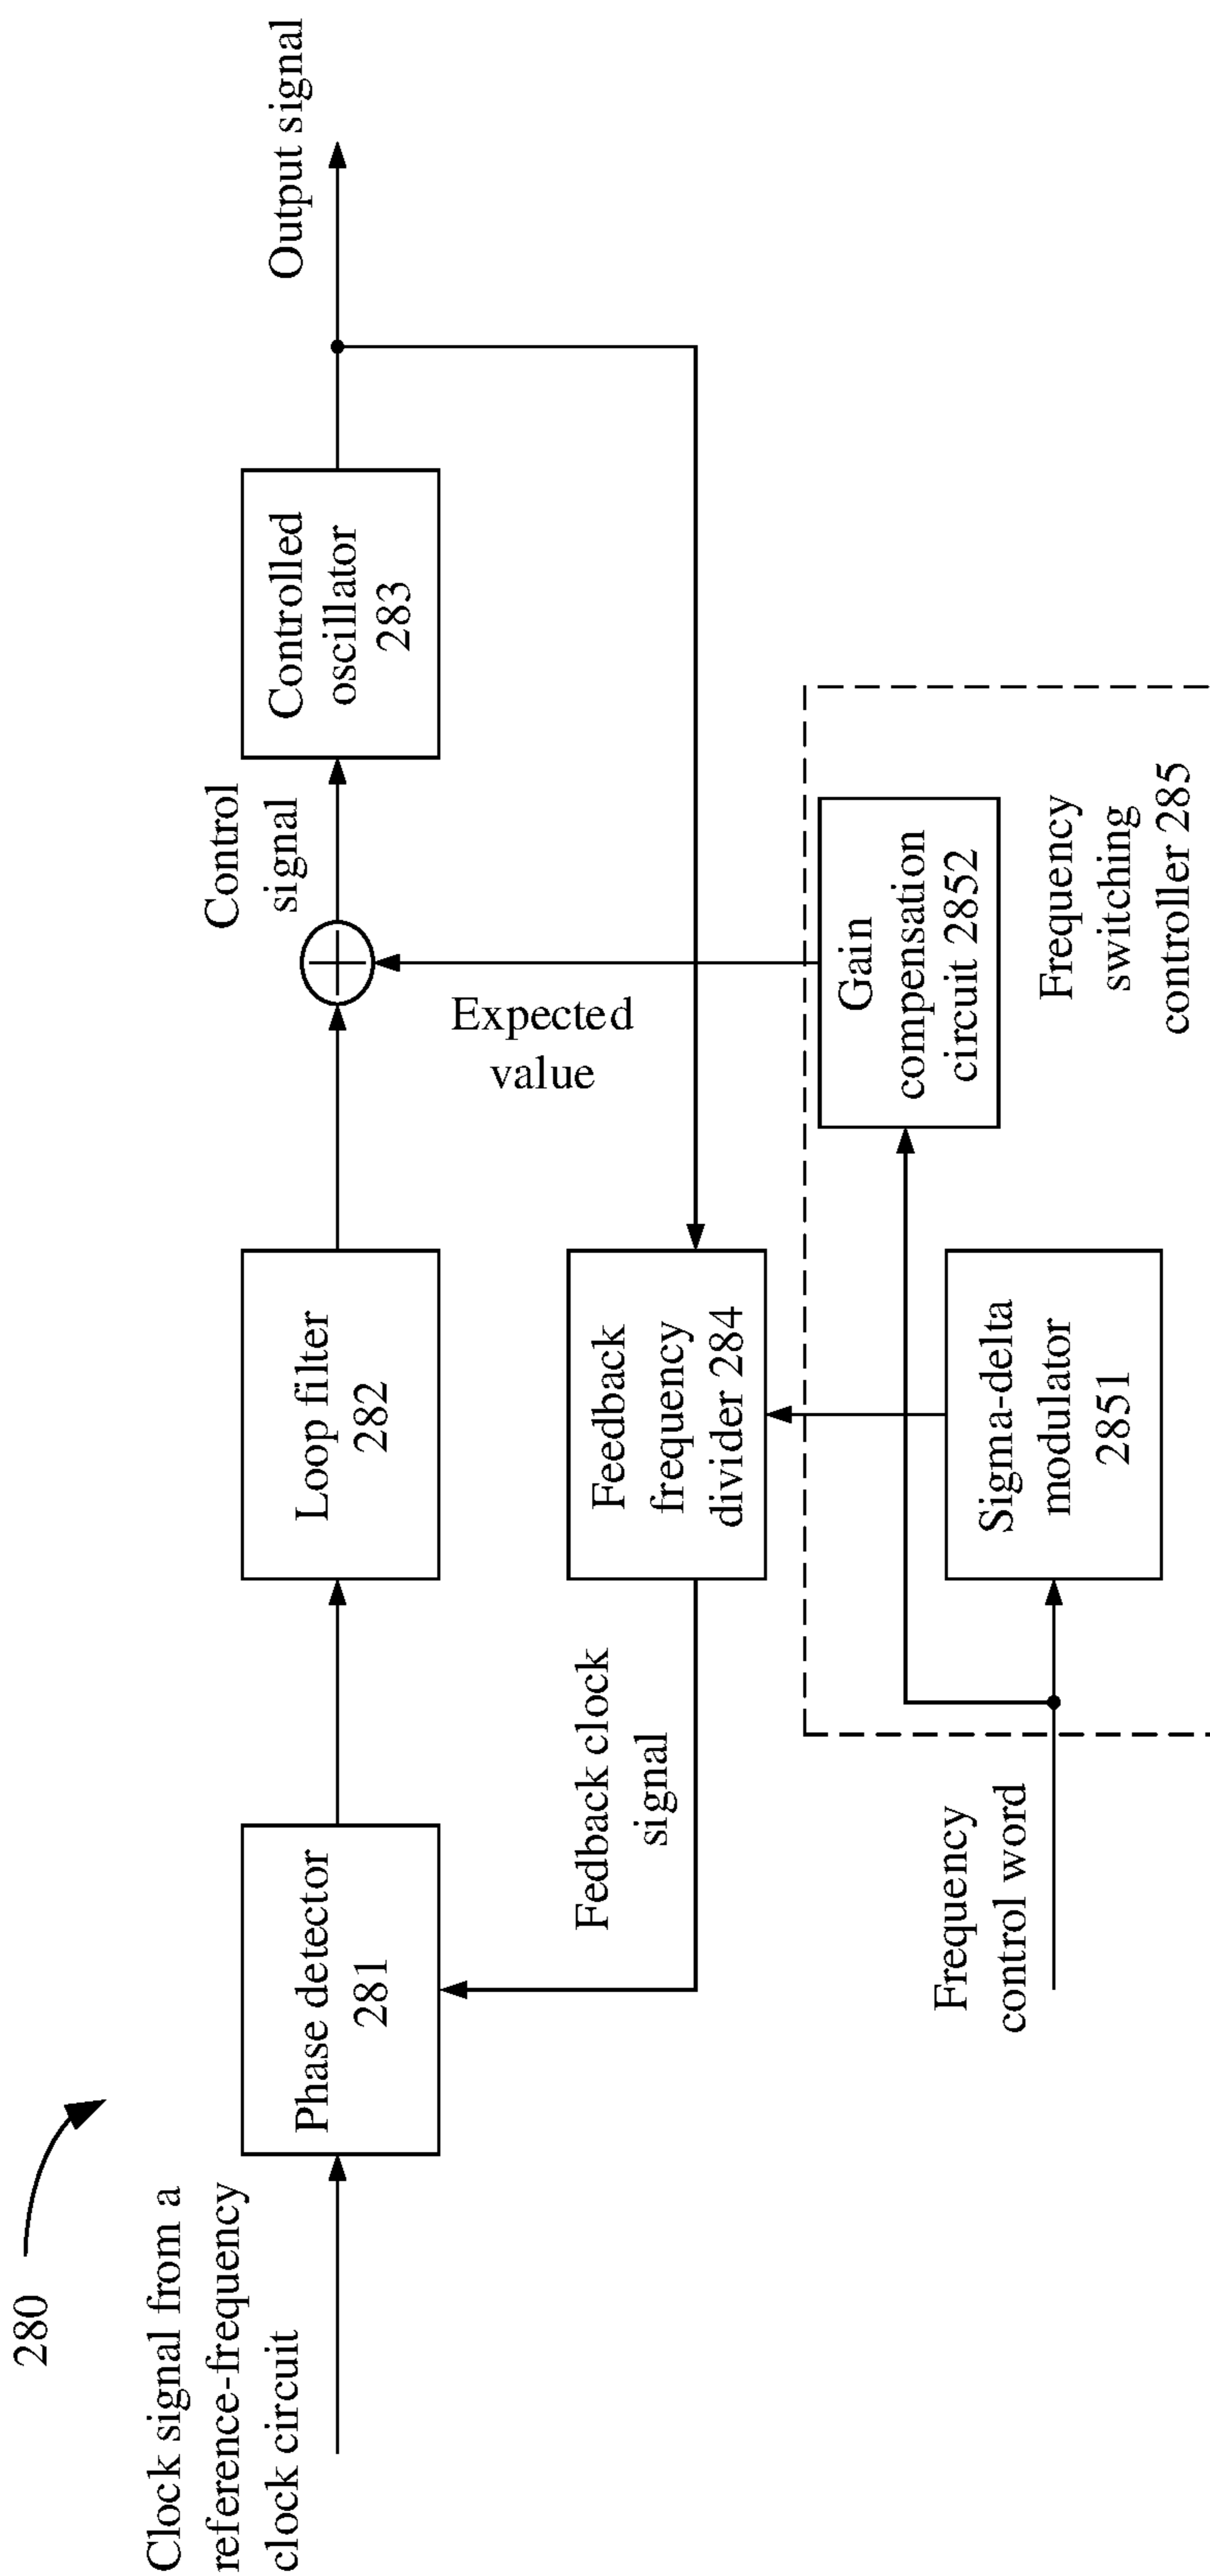 280
Clock signal from a
reference-frequency
clock circuit
Phase detector
281
Loop filter
282
Control
signal
Controlled
oscillator
283
Output signal
Expected
value
Fedback clock
signal
Feedback
frequency
divider 284
Gain
compensation
circuit 2852
Frequency
switching
controller 285
Sigma-delta
modulator
2851
Frequency
control word